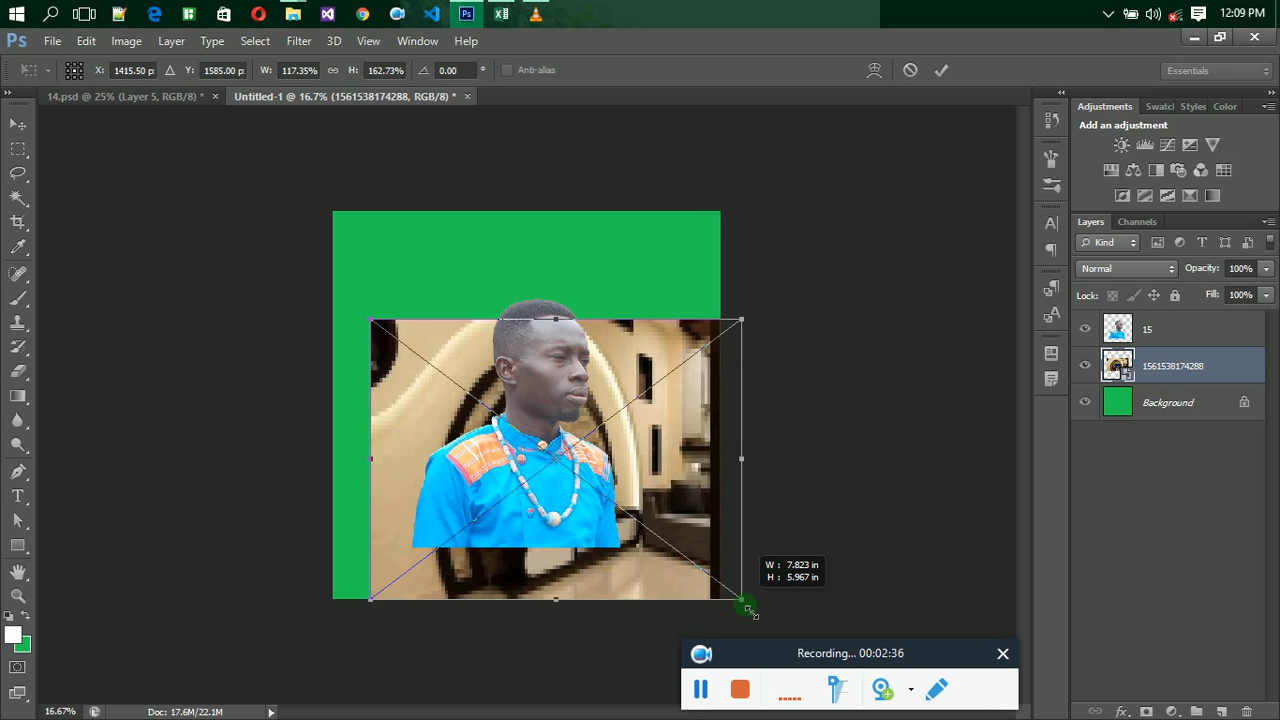 12:09 PM
Ps File Edit Image Layer Type Select Filter 3D View Window Help
X: 1415.50 p Y: 1585.00 p: W: 117.35% H: 162.73% 0.00 ° Anti-alias Essentials
14.psd @ 25% (Layer 5, RGB/8) * × Untitled-1 @ 16.7% (1561538174288, RGB/8) * ×
Adjustments Swatcl Styles Color
Add an adjustment
Layers Channels
Kind
Normal Opacity: 100%
Lock: Fill: 100%
15
1561538174288
Background
W : 7.823 in
H : 5.967 in
Recording... 00:02:36
16.67% Doc: 17.6M/22.1M